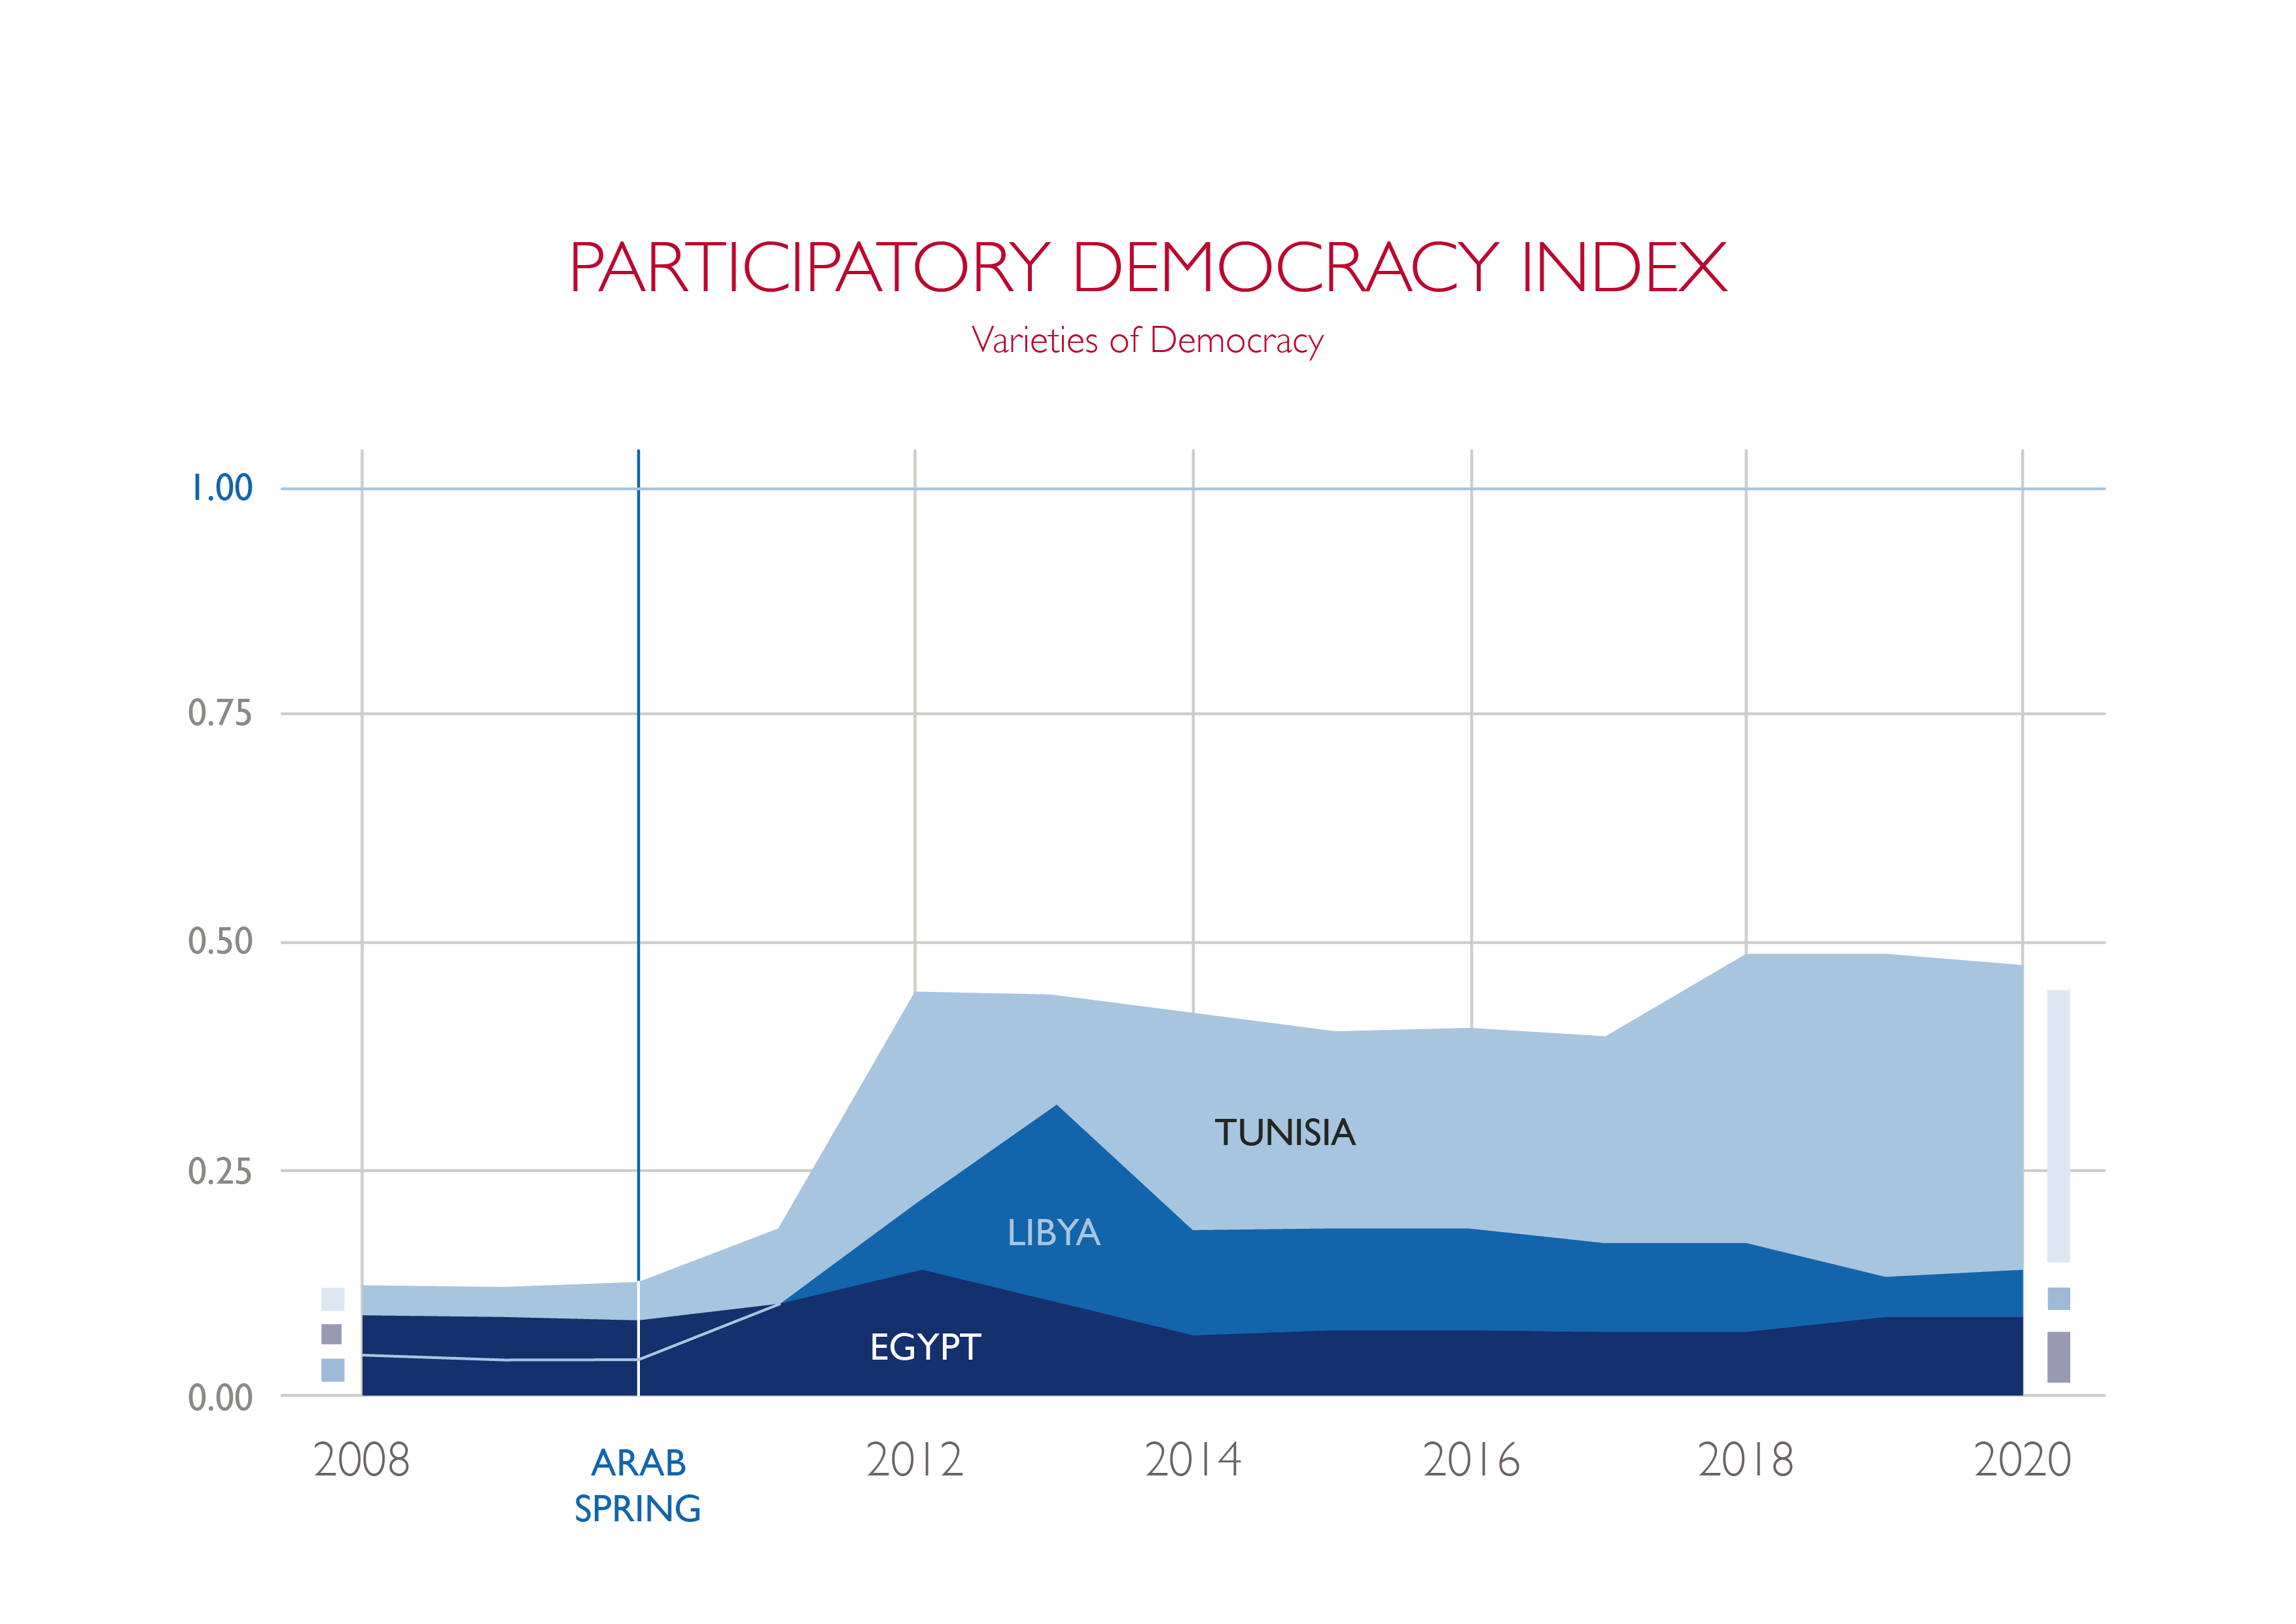 PARTICIPATORY DEMOCRACY INDEX
Varieties of Democracy
1.00
0.75
0.50
0.25
0.00
TUNISIA
LIBYA
EGYPT
2008
ARAB
SPRING
2012
2014
2016
2018
2020